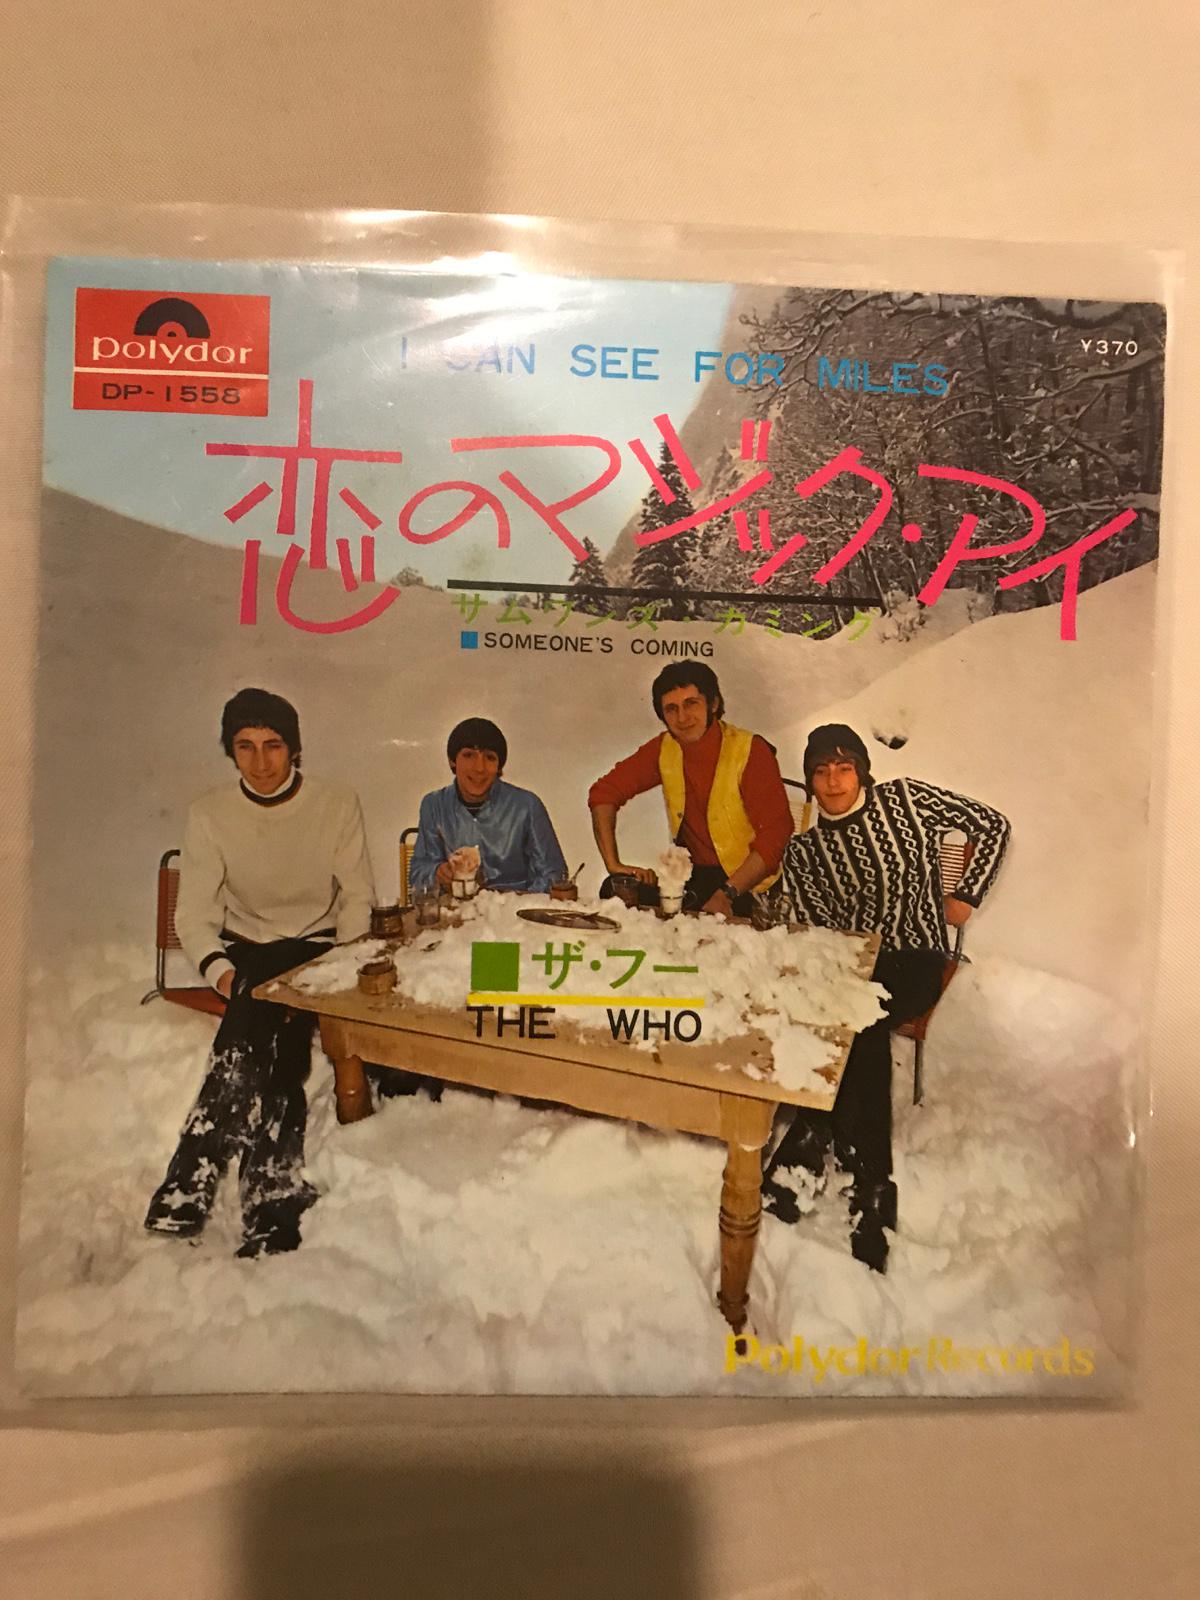 polydor
DP-1558
I CAN SEE FOR MILES
¥370
恋のマジック・アイ
サムワンズ・カミング
■ SOMEONE'S COMING
■ ザ・フー
THE WHO
Polydor Records